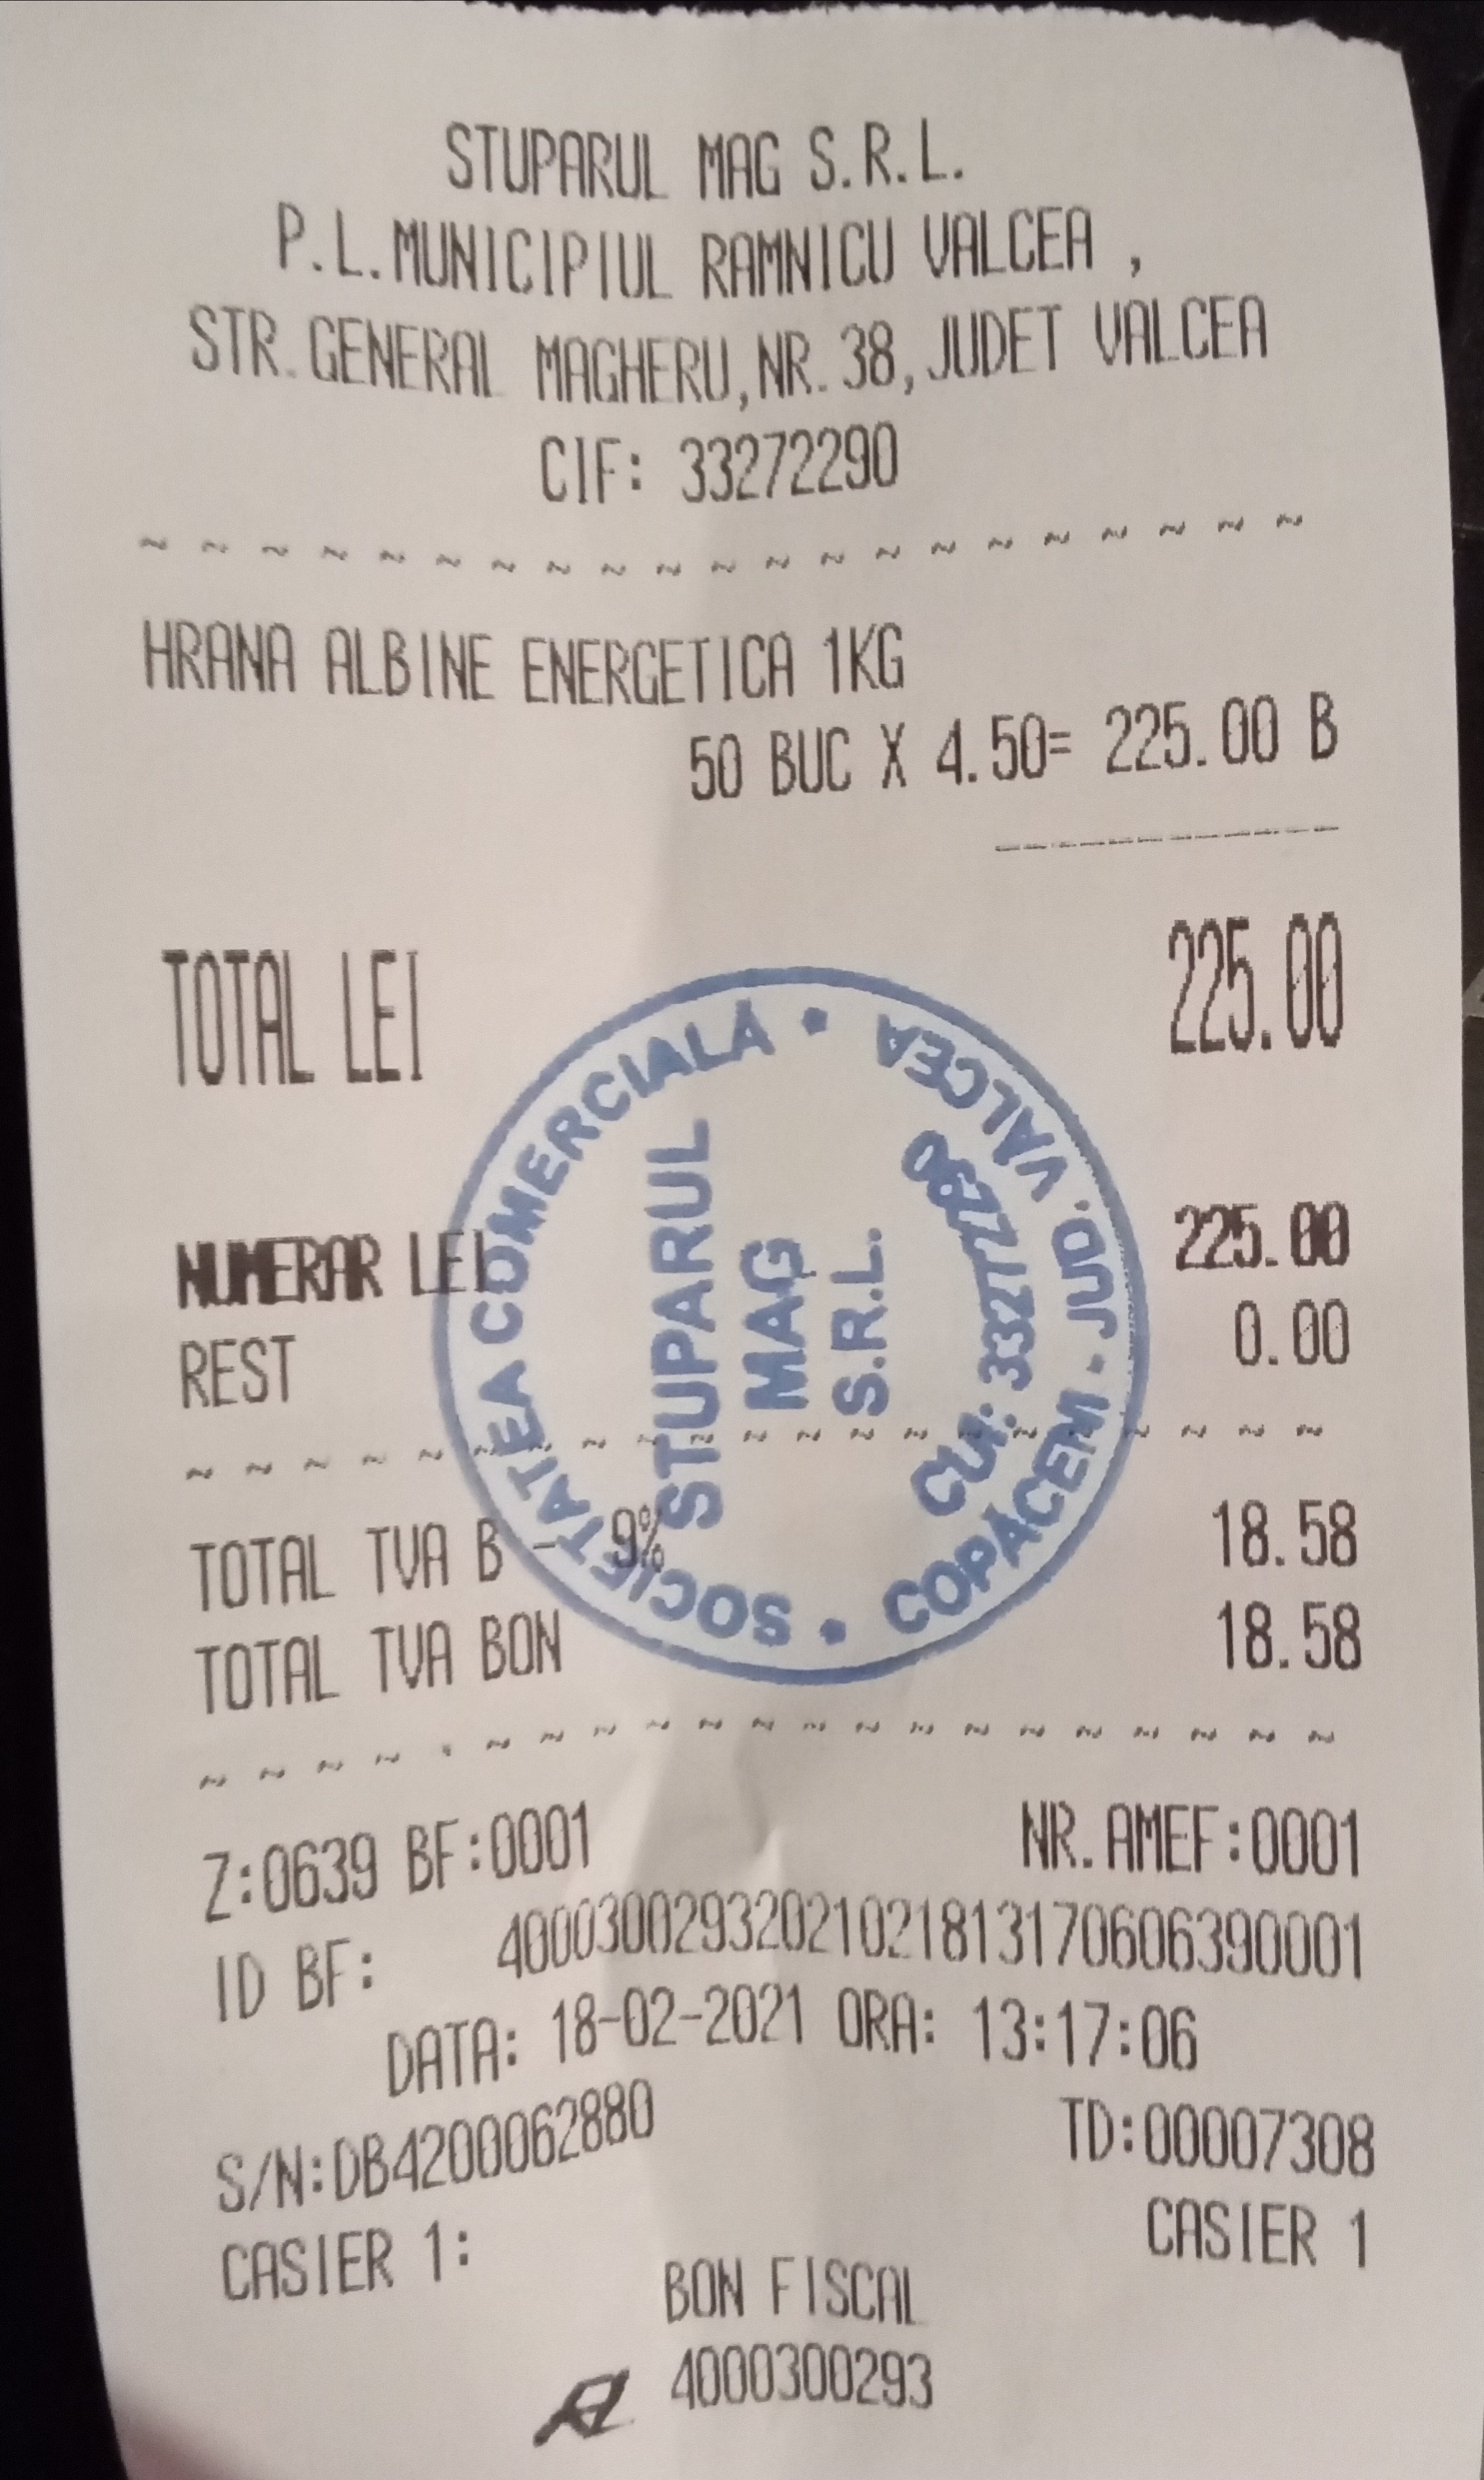 STUPARUL MAG S.R.L.
P.L.MUNICIPIUL RAMNICU VALCEA ,
STR.GENERAL MAGHERU,NR.38,JUDET VALCEA
CIF: 33272290
~ ~ ~ ~ ~ ~ ~ ~ ~ ~ ~ ~ ~ ~ ~ ~ ~ ~ ~ ~ ~
HRANA ALBINE ENERGETICA 1KG
50 BUC X 4.50= 225.00 B
------------
TOTAL LEI 225.00
NUMERAR LEI 225.00
REST 0.00
~ ~ ~ ~ ~ ~ ~ ~ ~ ~ ~ ~ ~ ~ ~ ~ ~ ~ ~ ~ ~
TOTAL TVA B - 9% 18.58
TOTAL TVA BON 18.58
~ ~ ~ ~ ~ ~ ~ ~ ~ ~ ~ ~ ~ ~ ~ ~ ~ ~ ~ ~ ~
Z:0639 BF:0001 NR.AMEF:0001
ID BF: 40003002932021021813170606390001
DATA: 18-02-2021 ORA: 13:17:06
S/N:DB4200062880 TD:00007308
CASIER 1: CASIER 1
BON FISCAL
4000300293
SOCIETATEA COMERCIALA •
STUPARUL
MAG
S.R.L.
CUI: 33272290
• COPĂCENI - JUD. VÂLCEA